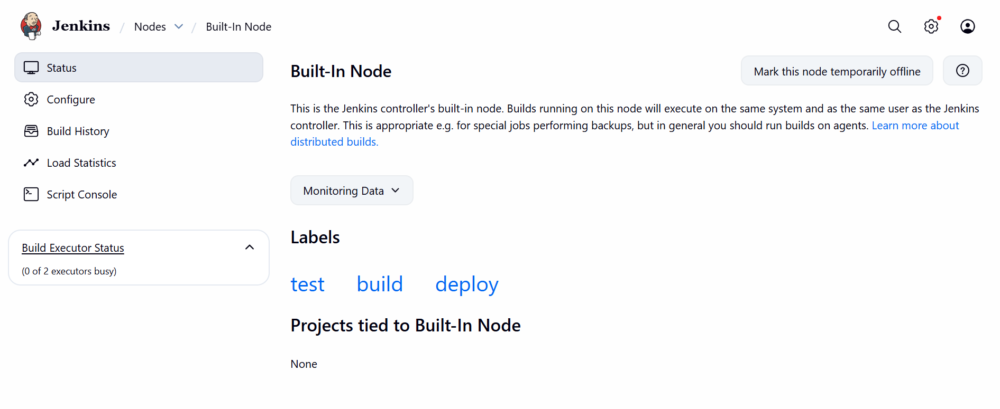 Jenkins / Nodes / Built-In Node
Status
Configure
Build History
Load Statistics
Script Console
Build Executor Status
(0 of 2 executors busy)
Built-In Node
Mark this node temporarily offline
This is the Jenkins controller's built-in node. Builds running on this node will execute on the same system and as the same user as the Jenkins
controller. This is appropriate e.g. for special jobs performing backups, but in general you should run builds on agents. Learn more about
distributed builds.
Monitoring Data
Labels
test build deploy
Projects tied to Built-In Node
None